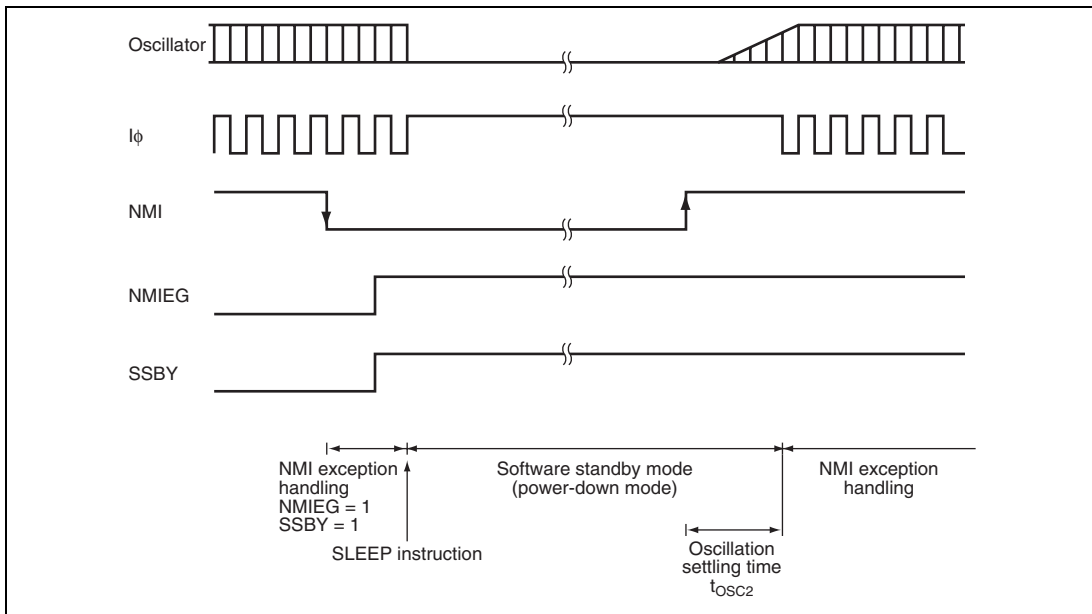 Oscillator
Iφ
NMI
NMIEG
SSBY
NMI exception
handling
NMIEG = 1
SSBY = 1
Software standby mode
(power-down mode)
NMI exception
handling
SLEEP instruction
Oscillation
settling time
tOSC2